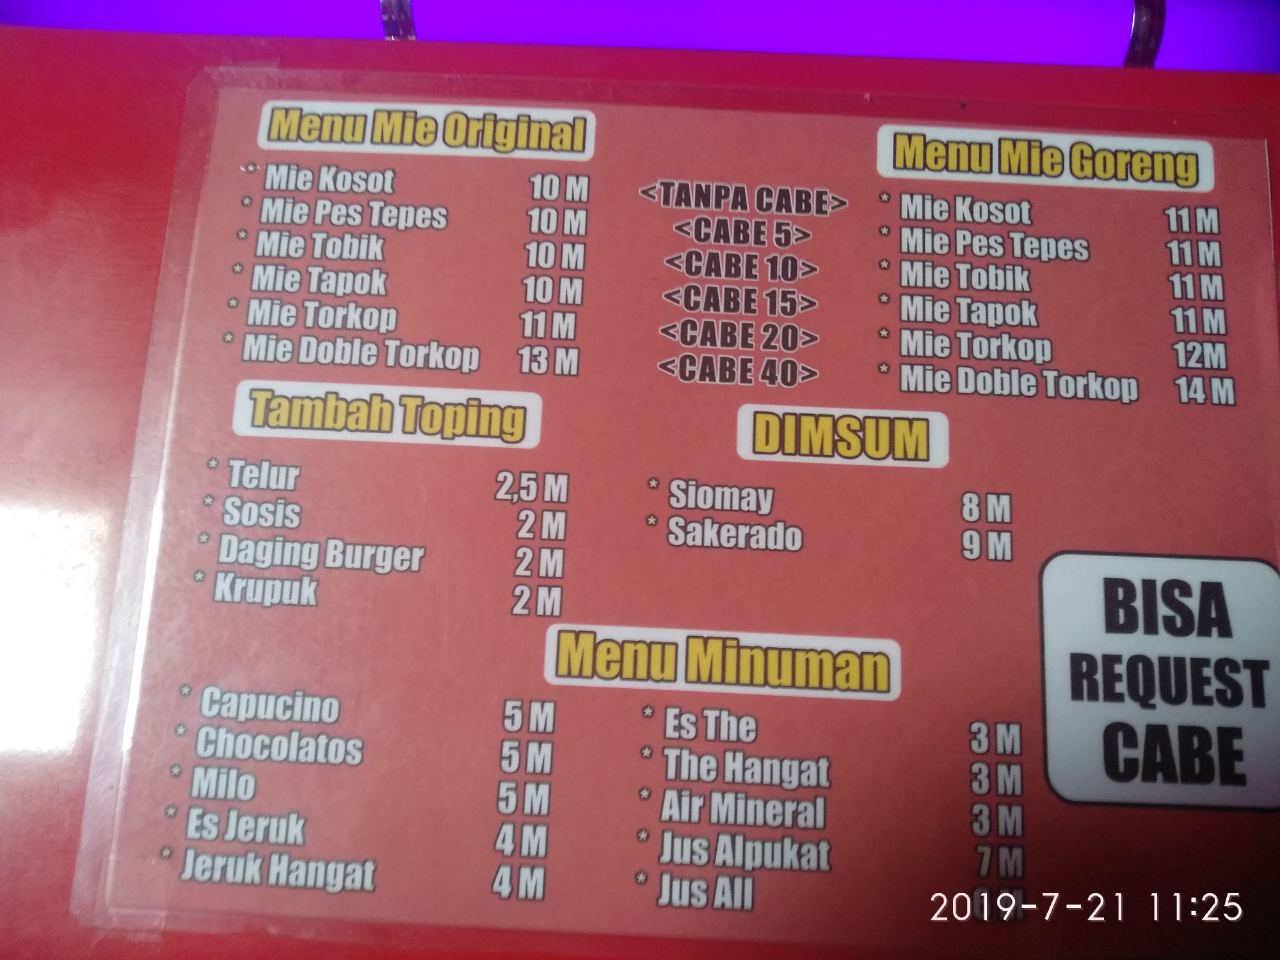 Menu Mie Original
* Mie Kosot 10 M
* Mie Pes Tepes 10 M
* Mie Tobik 10 M
* Mie Tapok 10 M
* Mie Torkop 11 M
* Mie Doble Torkop 13 M
<TANPA CABE>
<CABE 5>
<CABE 10>
<CABE 15>
<CABE 20>
<CABE 40>
Menu Mie Goreng
* Mie Kosot 11 M
* Mie Pes Tepes 11 M
* Mie Tobik 11 M
* Mie Tapok 11 M
* Mie Torkop 12M
* Mie Doble Torkop 14 M
Tambah Toping
* Telur 2,5 M
* Sosis 2 M
* Daging Burger 2 M
* Krupuk 2 M
DIMSUM
* Siomay 8 M
* Sakerado 9 M
BISA
REQUEST
CABE
Menu Minuman
* Capucino 5 M
* Chocolatos 5 M
* Milo 5 M
* Es Jeruk 4 M
* Jeruk Hangat 4 M
* Es The 3 M
* The Hangat 3 M
* Air Mineral 3 M
* Jus Alpukat 7 M
* Jus All
2019-7-21 11:25